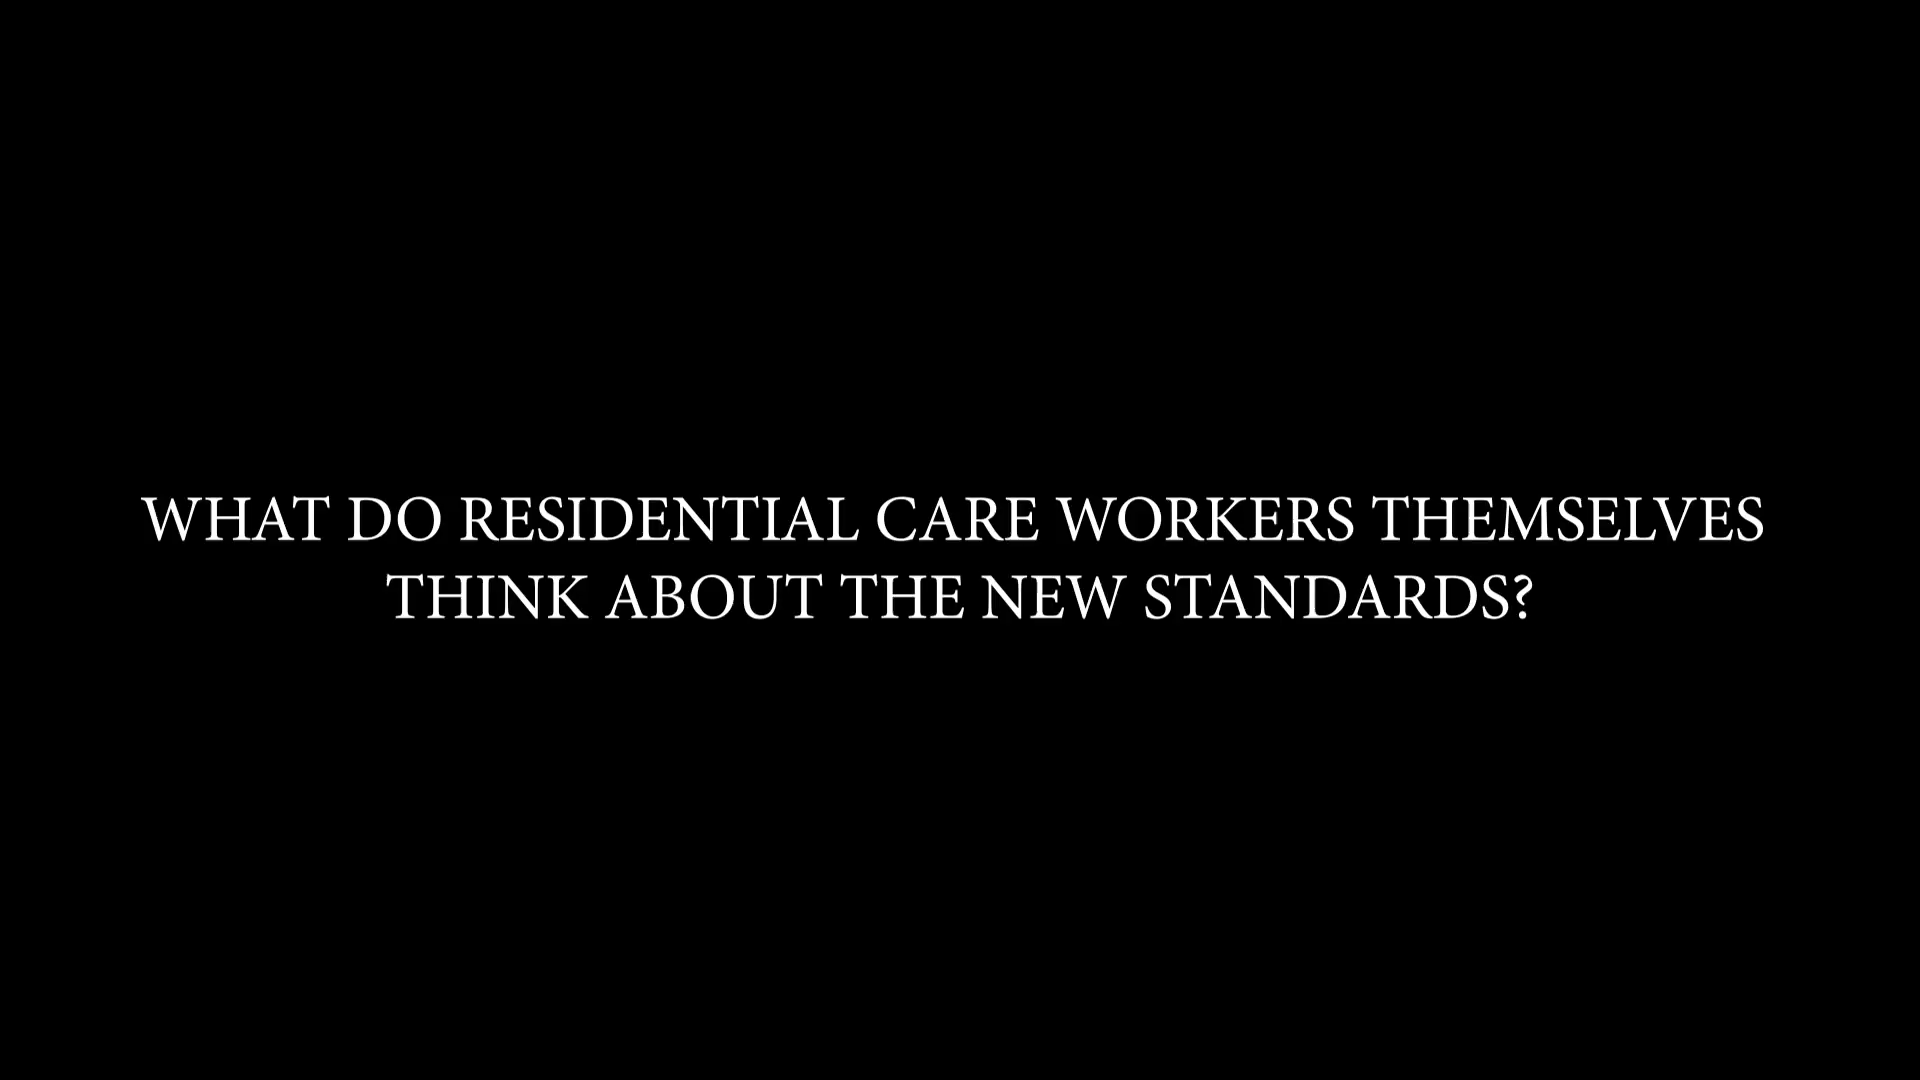 WHAT DO RESIDENTIAL CARE WORKERS THEMSELVES
THINK ABOUT THE NEW STANDARDS?